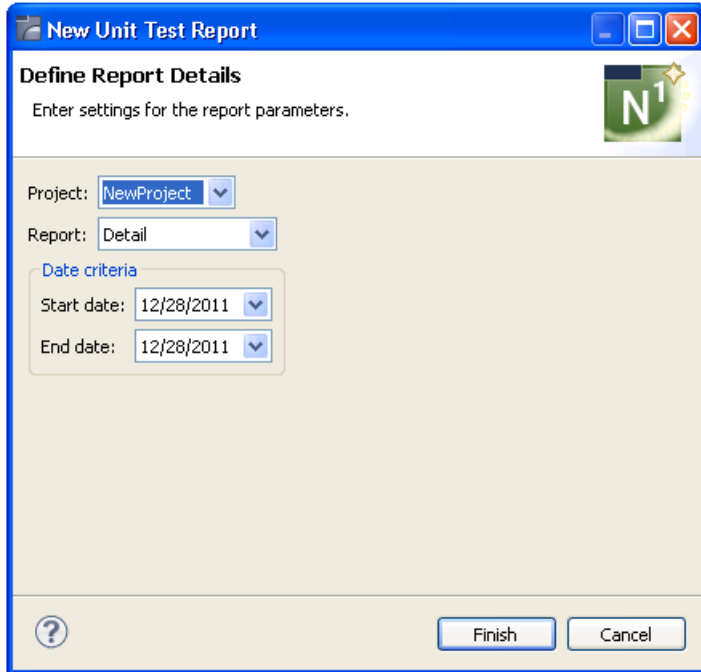 New Unit Test Report
Define Report Details
Enter settings for the report parameters.
N1
Project: NewProject
Report: Detail
Date criteria
Start date: 12/28/2011
End date: 12/28/2011
?
Finish Cancel